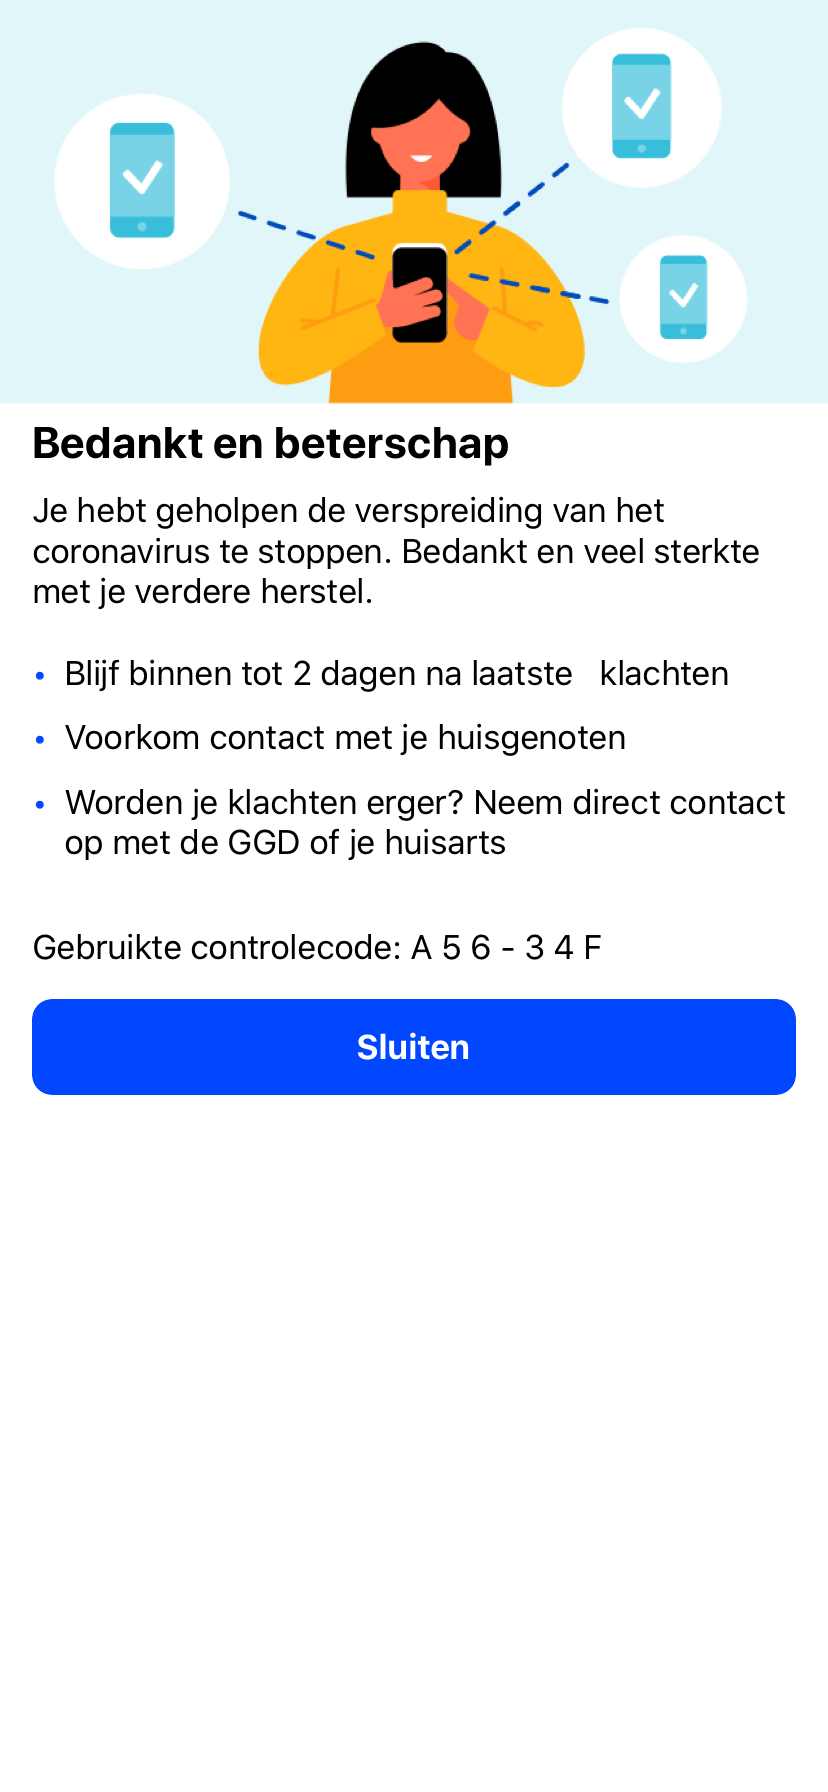 Bedankt en beterschap
Je hebt geholpen de verspreiding van het
coronavirus te stoppen. Bedankt en veel sterkte
met je verdere herstel.
• Blijf binnen tot 2 dagen na laatste   klachten
• Voorkom contact met je huisgenoten
• Worden je klachten erger? Neem direct contact
op met de GGD of je huisarts
Gebruikte controlecode: A 5 6 - 3 4 F
Sluiten